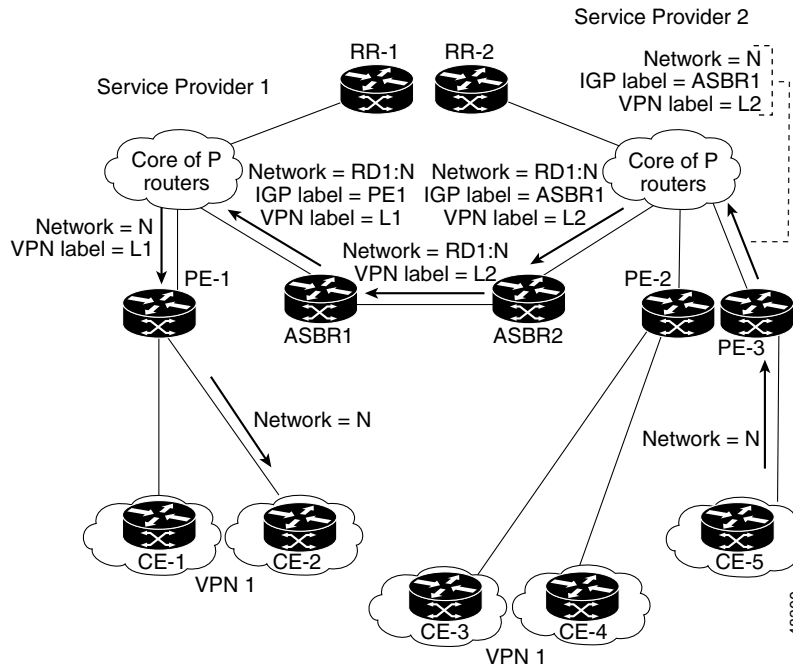 Service Provider 2
RR-1
RR-2
Network = N
IGP label = ASBR1
VPN label = L2
Service Provider 1
Core of P
routers
Network = RD1:N
IGP label = PE1
VPN label = L1
Network = RD1:N
IGP label = ASBR1
VPN label = L2
Core of P
routers
Network = N
VPN label = L1
Network = RD1:N
VPN label = L2
PE-1
ASBR1
ASBR2
PE-2
PE-3
Network = N
Network = N
CE-1
CE-2
VPN 1
CE-5
CE-3
CE-4
VPN 1